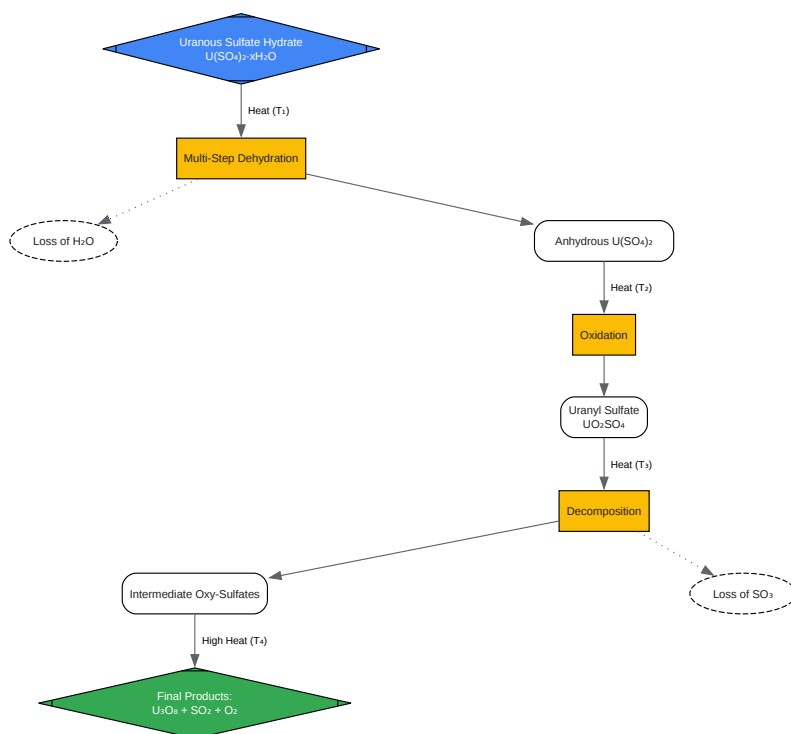 Uranous Sulfate Hydrate
U(SO₄)₂·xH₂O
Heat (T₁)
Multi-Step Dehydration
Loss of H₂O
Anhydrous U(SO₄)₂
Heat (T₂)
Oxidation
Uranyl Sulfate
UO₂SO₄
Heat (T₃)
Decomposition
Intermediate Oxy-Sulfates
Loss of SO₃
High Heat (T₄)
Final Products:
U₃O₈ + SO₂ + O₂